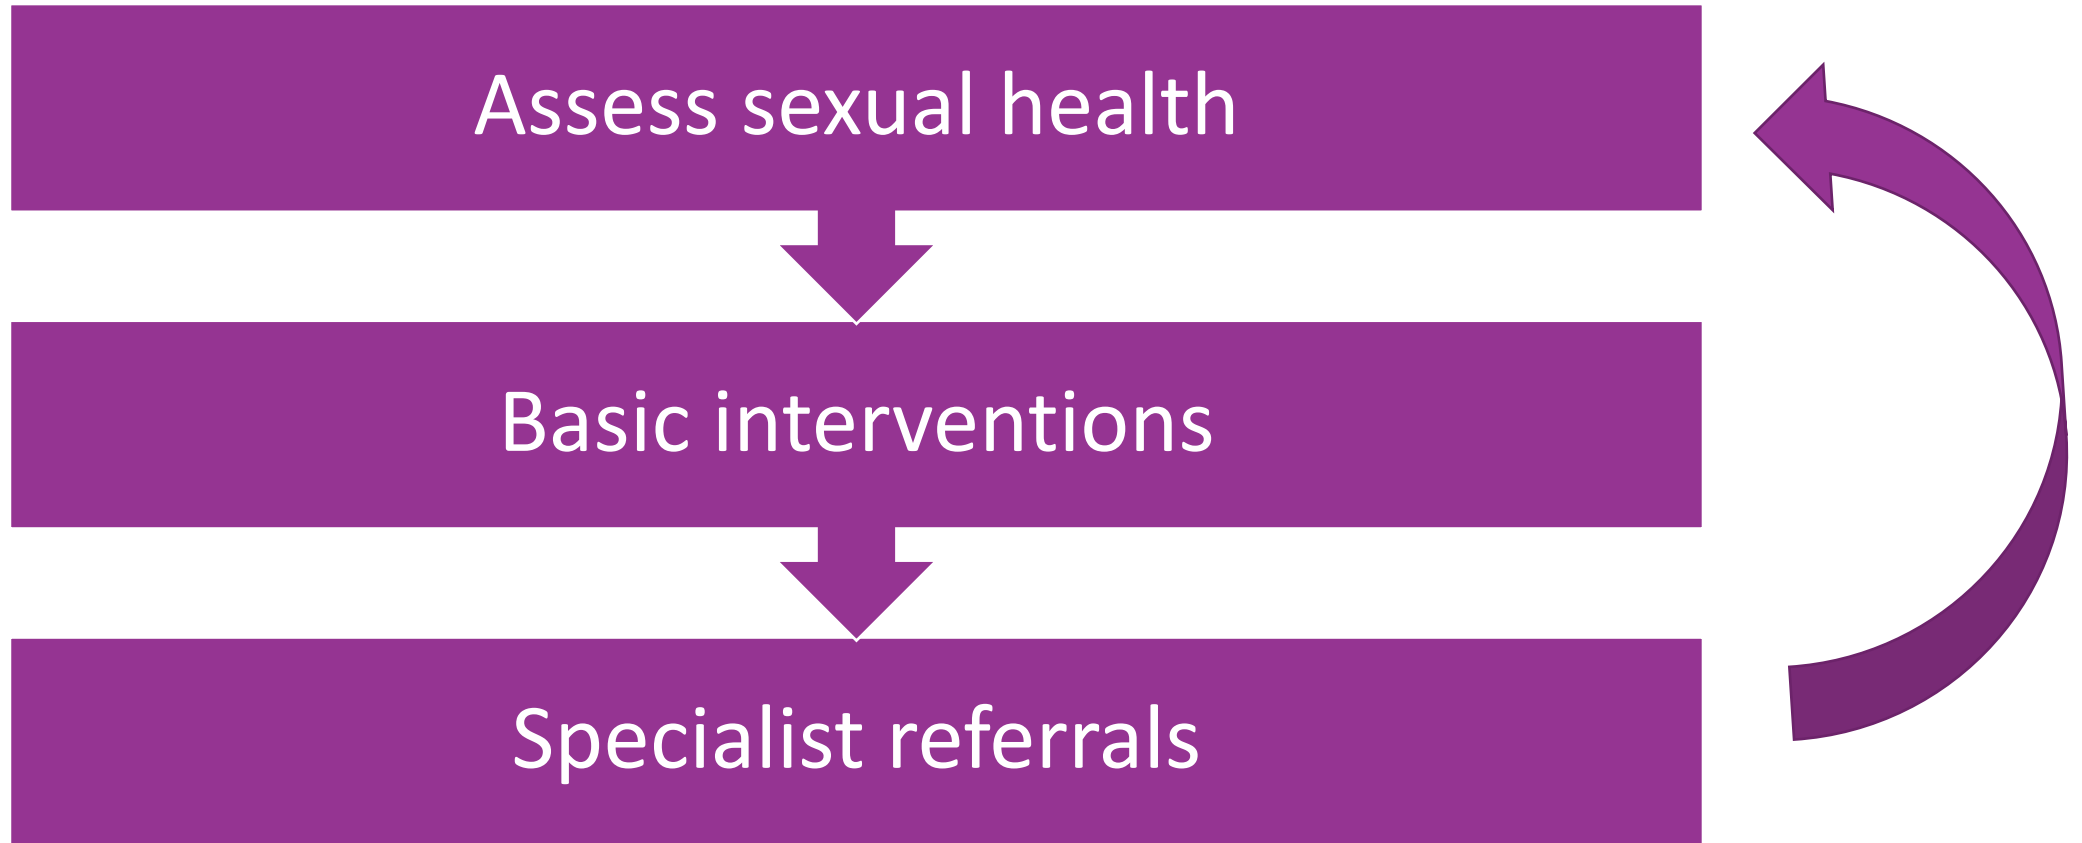 Assess sexual health
Basic interventions
Specialist referrals